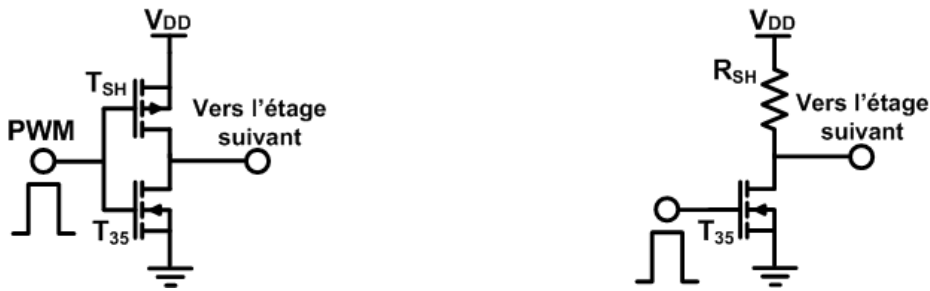 VDD
TSH
Vers l'étage
suivant
PWM
T35
VDD
RSH
Vers l'étage
suivant
T35